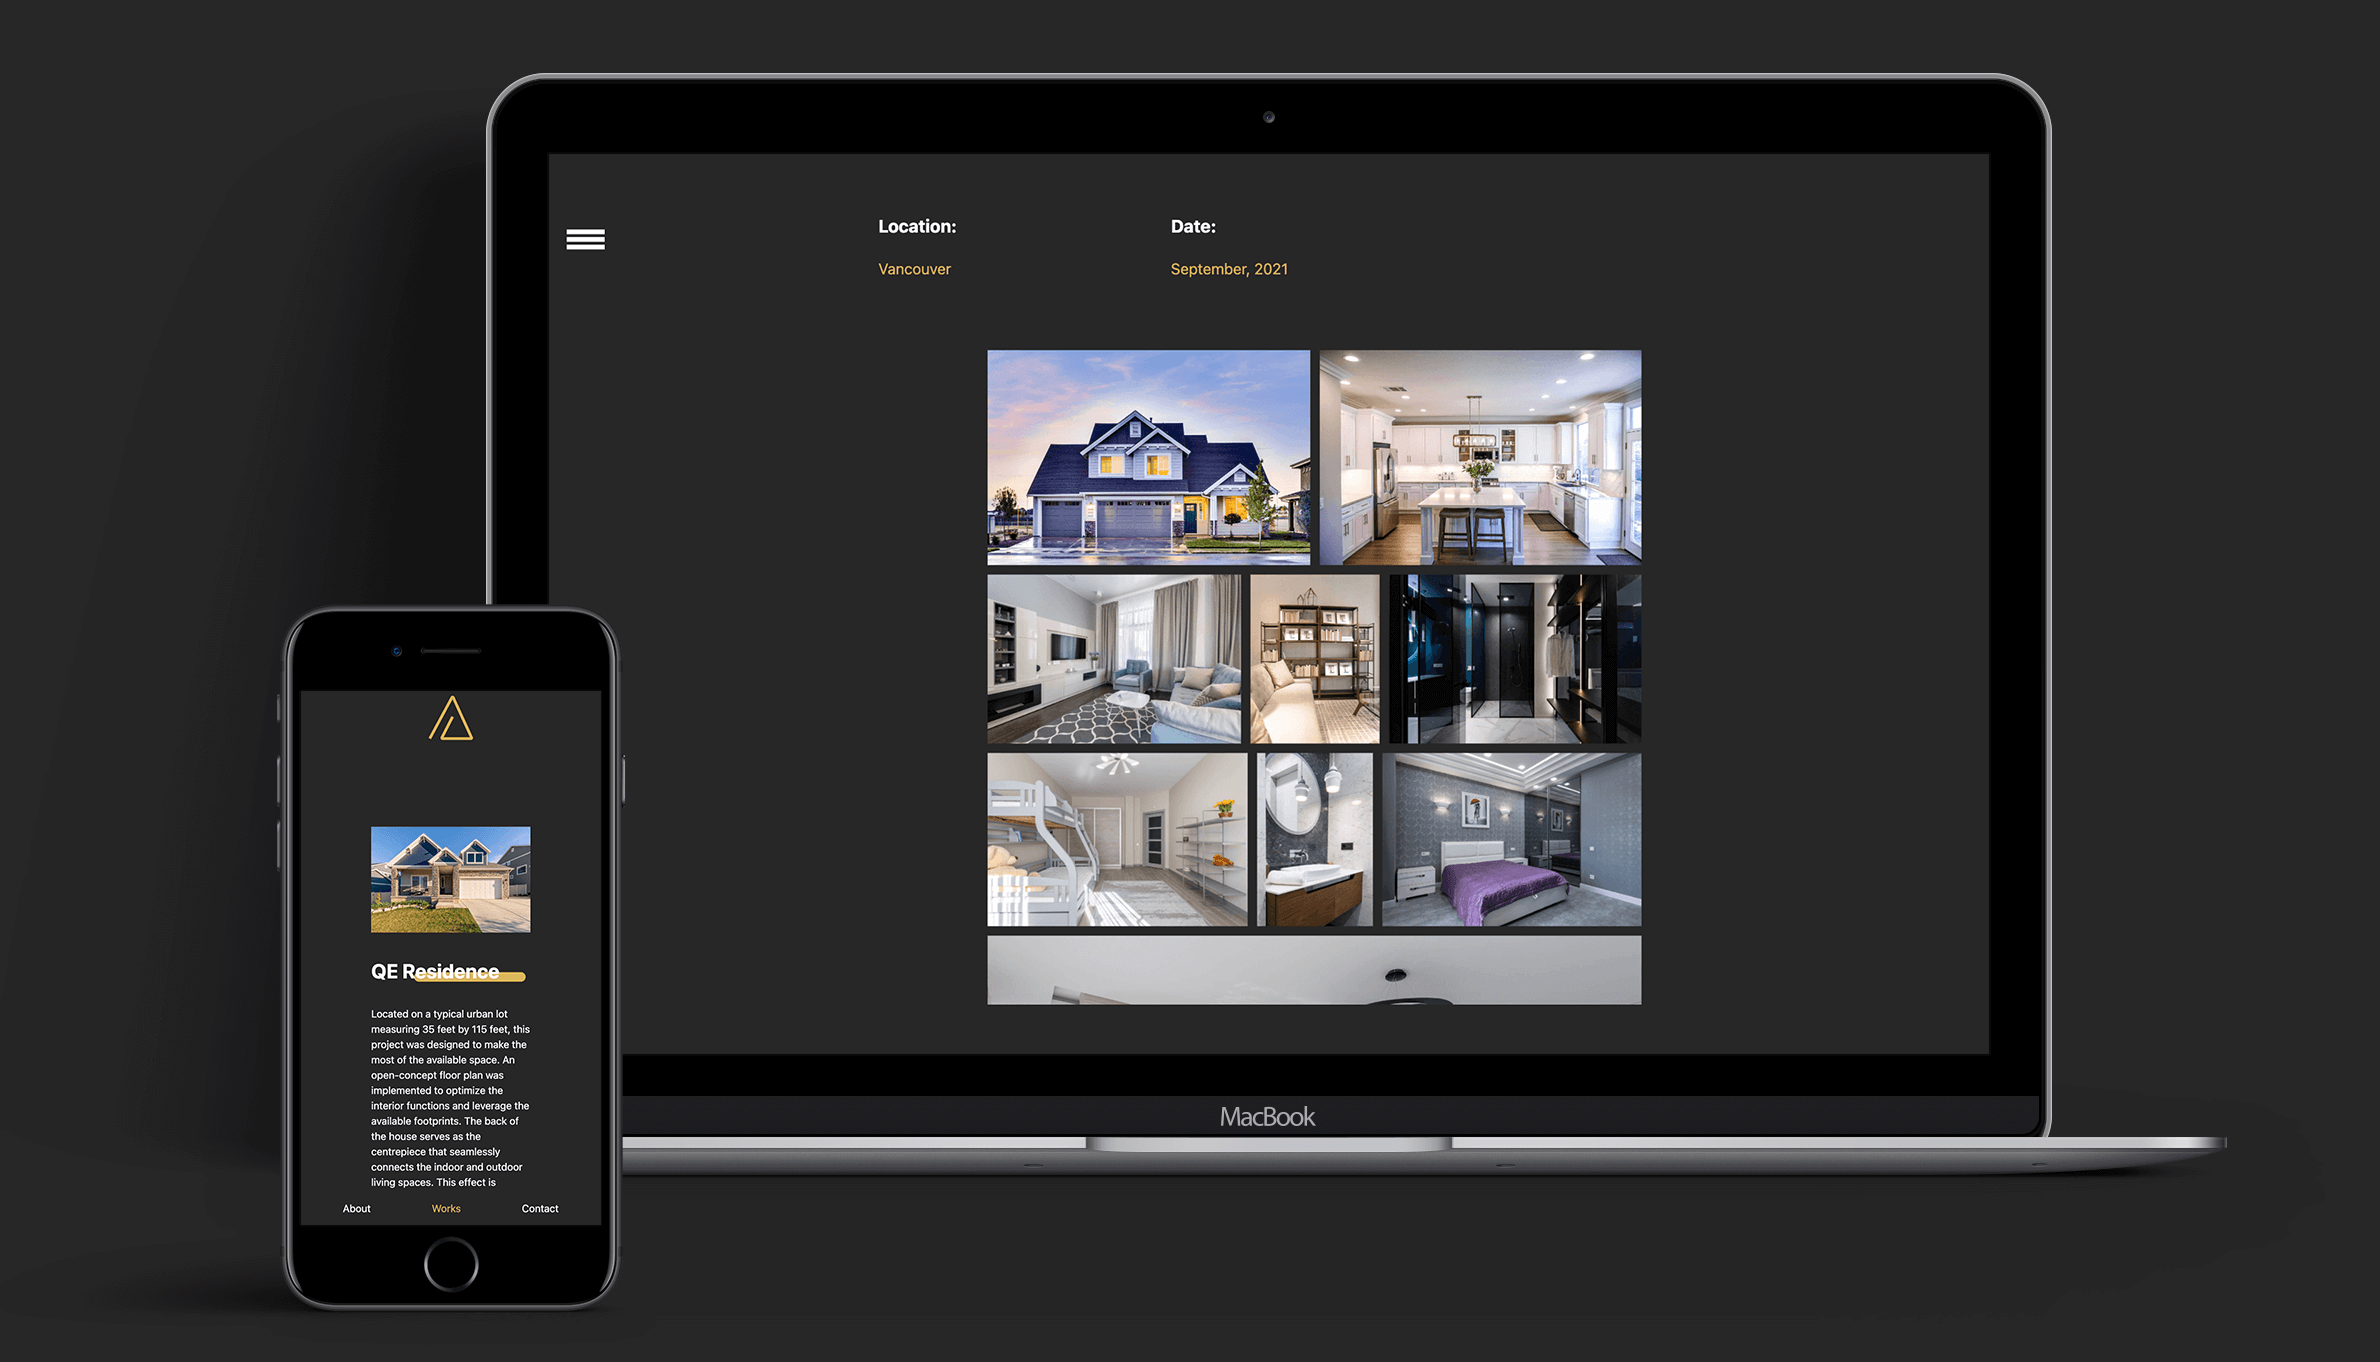 Location:
Date:
Vancouver
September, 2021
MacBook
QE Residence
Located on a typical urban lot
measuring 35 feet by 115 feet, this
project was designed to make the
most of the available space. An
open-concept floor plan was
implemented to optimize the
interior functions and leverage the
available footprints. The back of
the house serves as the
centrepiece that seamlessly
connects the indoor and outdoor
living spaces. This effect is
About
Works
Contact